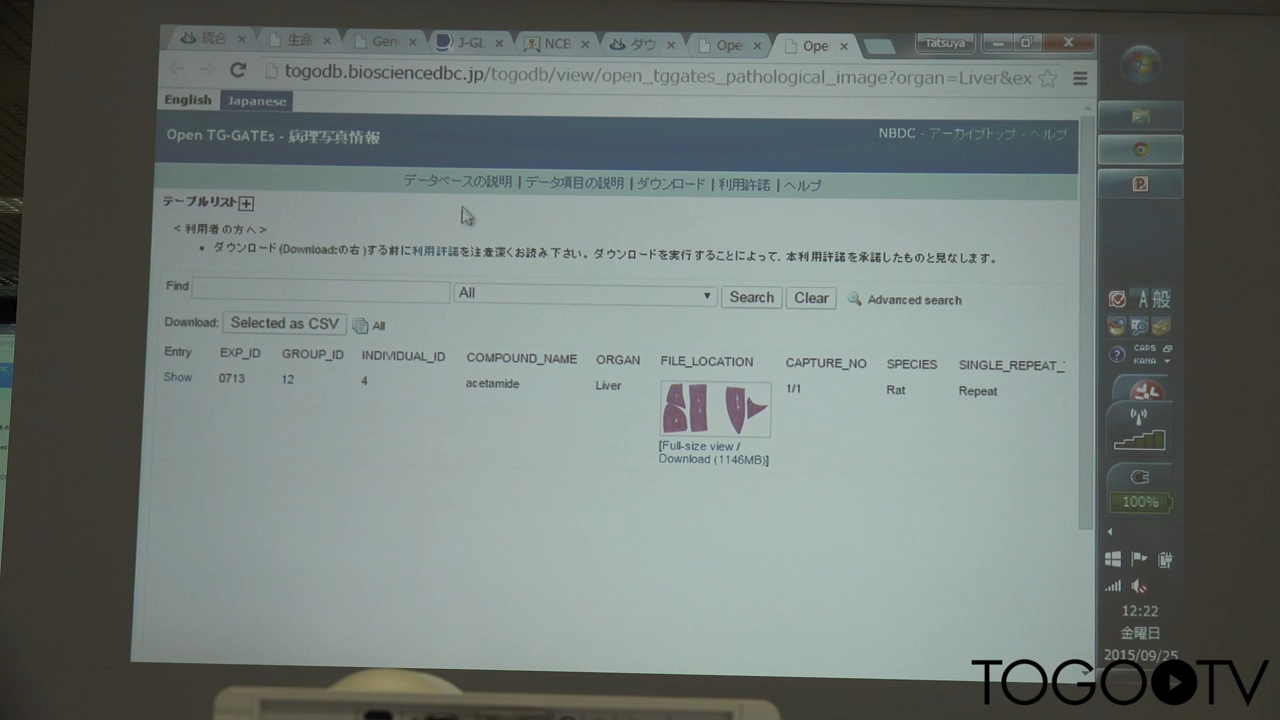 統合
生命
Gen
J-GL
NCB
ダウ
Ope
Ope
Tatsuya
togodb.biosciencedbc.jp/togodb/view/open_tggates_pathological_image?organ=Liver&ex
English Japanese
Open TG-GATEs - 病理写真情報
NBDC - アーカイブトップ - ヘルプ
データベースの説明 | データ項目の説明 | ダウンロード | 利用許諾 | ヘルプ
テーブルリスト
<利用者の方へ>
• ダウンロード(Download:の右)する前に利用許諾を注意深くお読み下さい。ダウンロードを実行することによって、本利用許諾を承諾したものと見なします。
Find All Search Clear Advanced search
Download: Selected as CSV All
Entry EXP_ID GROUP_ID INDIVIDUAL_ID COMPOUND_NAME ORGAN FILE_LOCATION CAPTURE_NO SPECIES SINGLE_REPEAT_
Show 0713 12 4 acetamide Liver 1/1 Rat Repeat
[Full-size view /
Download (1146MB)]
A 般
CAPS
KANA
100%
12:22
金曜日
2015/09/25
TOGOTV